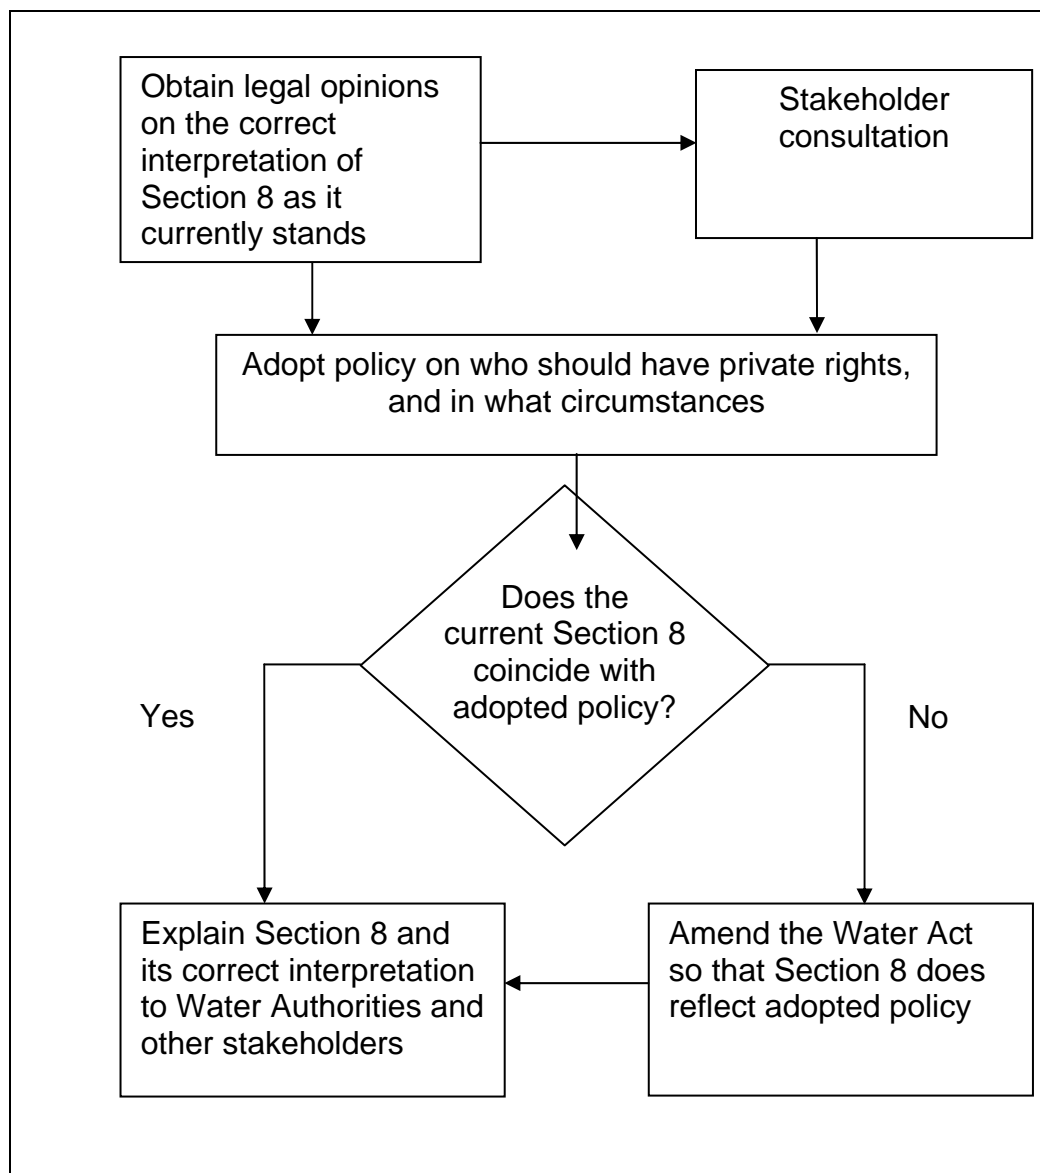 Obtain legal opinions
on the correct
interpretation of
Section 8 as it
currently stands
Stakeholder
consultation
Adopt policy on who should have private rights,
and in what circumstances
Does the
current Section 8
coincide with
adopted policy?
Yes
No
Explain Section 8 and
its correct interpretation
to Water Authorities and
other stakeholders
Amend the Water Act
so that Section 8 does
reflect adopted policy